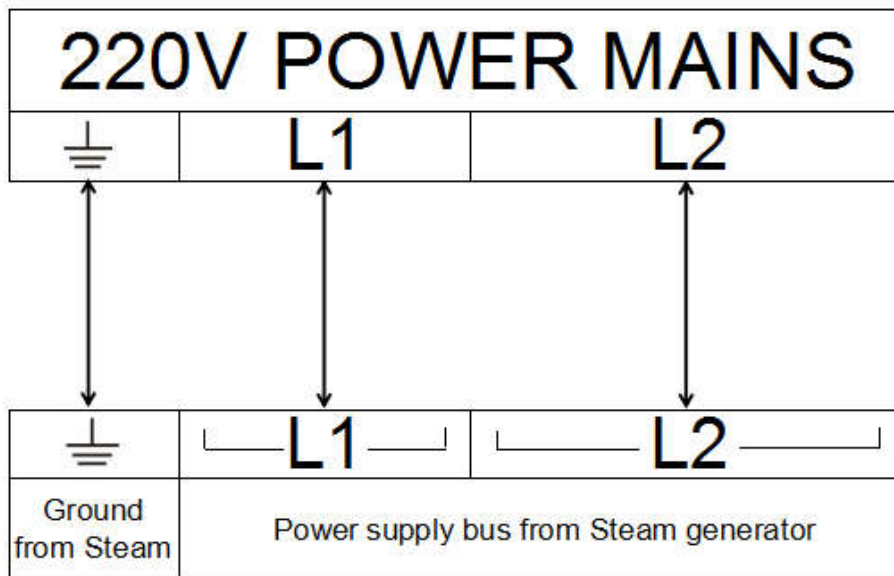 220V POWER MAINS
L1 L2
L1 L2
Ground
from Steam
Power supply bus from Steam generator